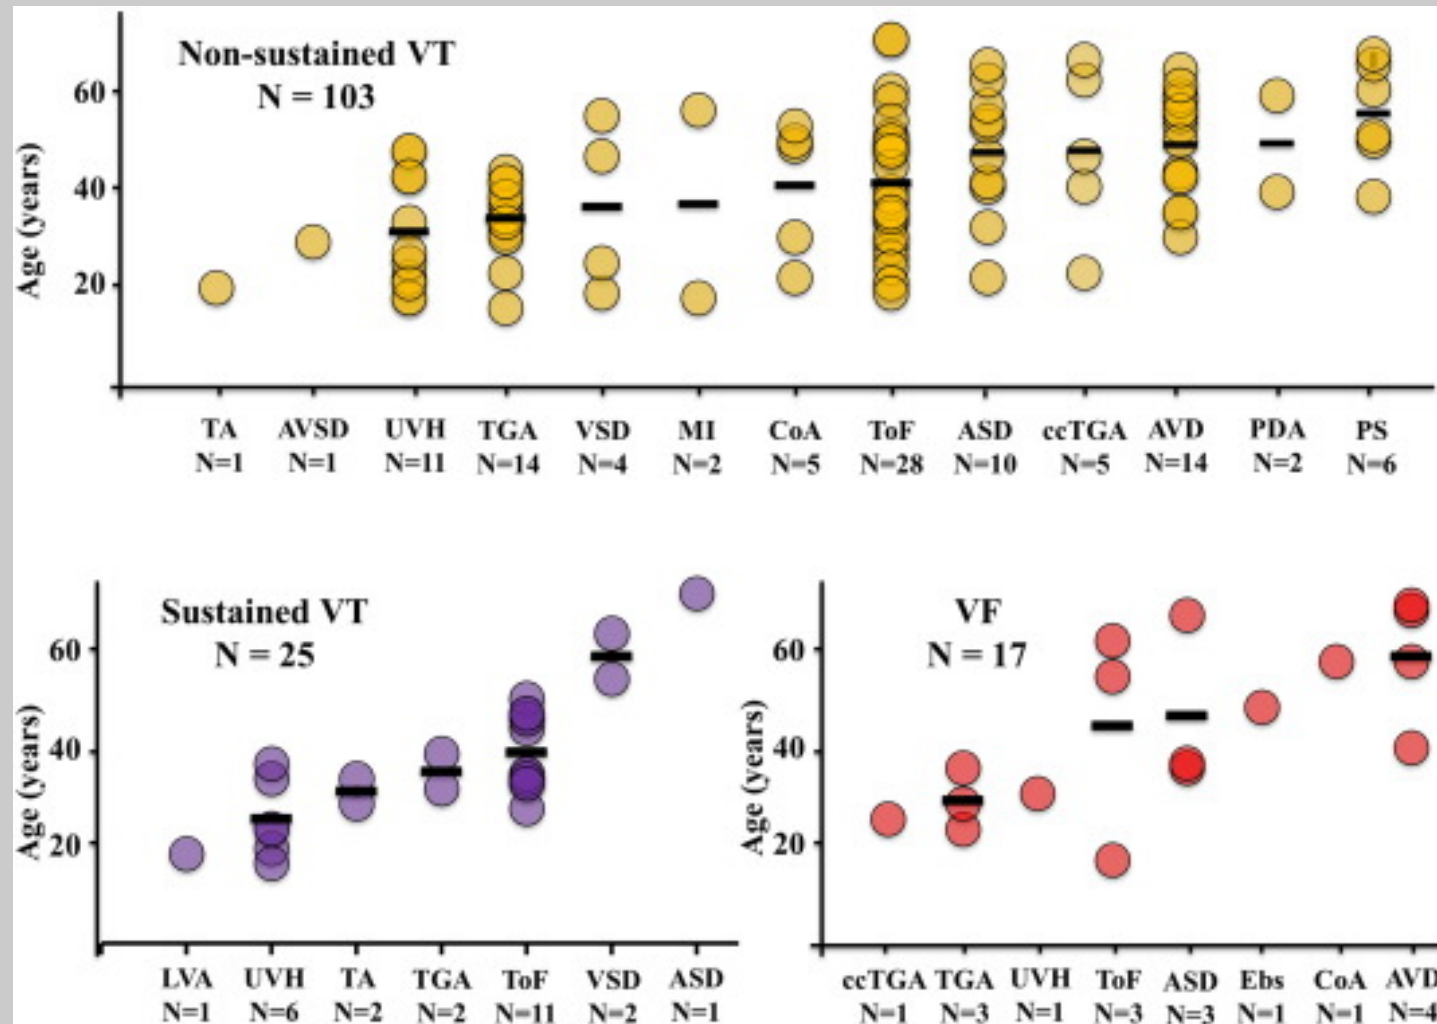 Non-sustained VT
N = 103
Age (years)
60
40
20
TA AVSD UVH TGA VSD MI CoA ToF ASD ccTGA AVD PDA PS
N=1 N=1 N=11 N=14 N=4 N=2 N=5 N=28 N=10 N=5 N=14 N=2 N=6
Sustained VT
N = 25
Age (years)
60
40
20
LVA UVH TA TGA ToF VSD ASD
N=1 N=6 N=2 N=2 N=11 N=2 N=1
VF
N = 17
Age (years)
60
40
20
ccTGA TGA UVH ToF ASD Ebs CoA AVD
N=1 N=3 N=1 N=3 N=3 N=1 N=1 N=4